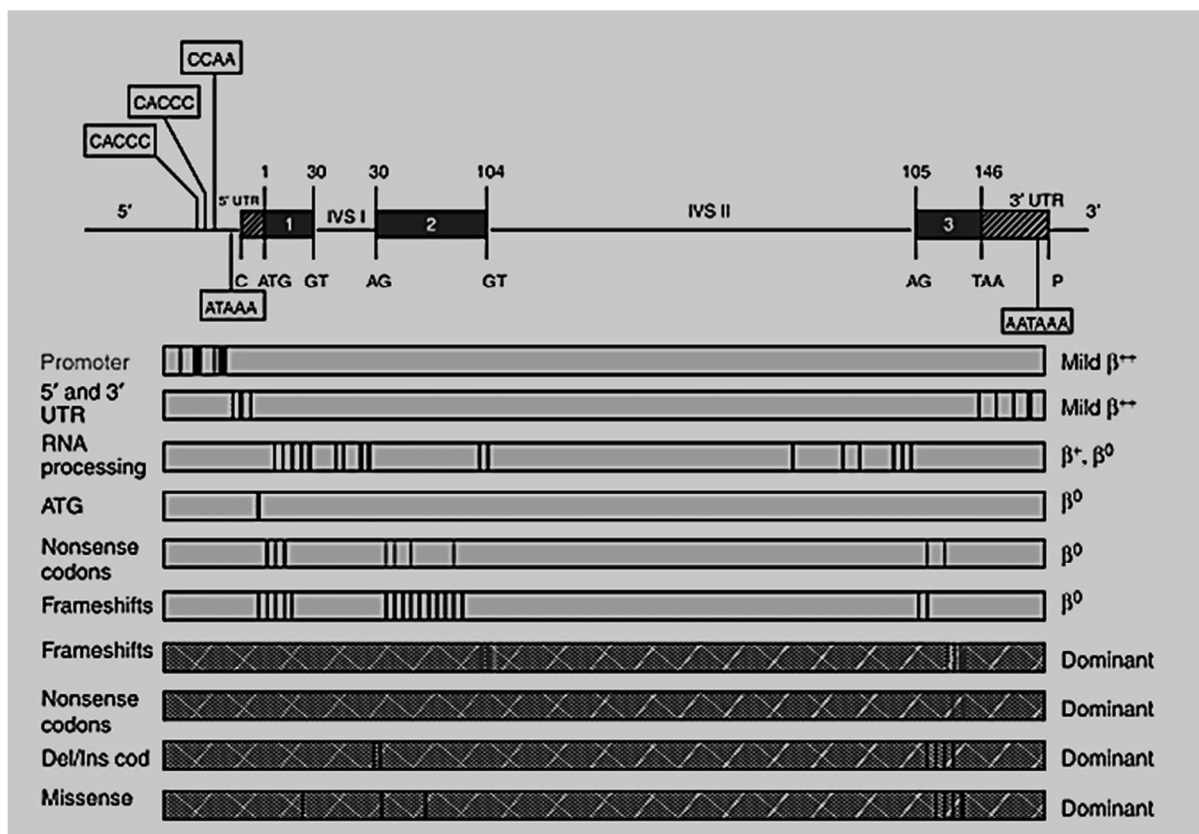 CCAA
CACCC
CACCC
1 30 30 104 105 146
5′ 5′ UTR IVS I IVS II 3′ UTR 3′
1 2 3
C ATG GT AG GT AG TAA P
ATAAA AATAAA
Promoter Mild β⁺⁺
5′ and 3′
UTR Mild β⁺⁺
RNA
processing β⁺, β⁰
ATG β⁰
Nonsense
codons β⁰
Frameshifts β⁰
Frameshifts Dominant
Nonsense
codons Dominant
Del/Ins cod Dominant
Missense Dominant